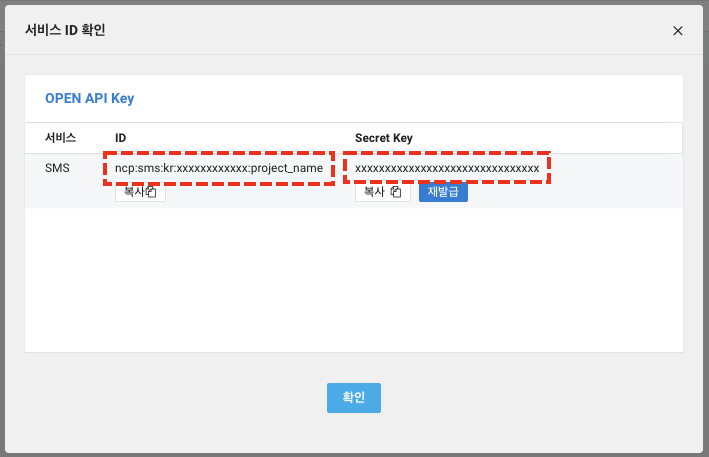 서비스 ID 확인
OPEN API Key
서비스 ID Secret Key
SMS ncp:sms:kr:xxxxxxxxxxxx:project_name xxxxxxxxxxxxxxxxxxxxxxxxxxxxxxx
복사 복사 재발급
확인